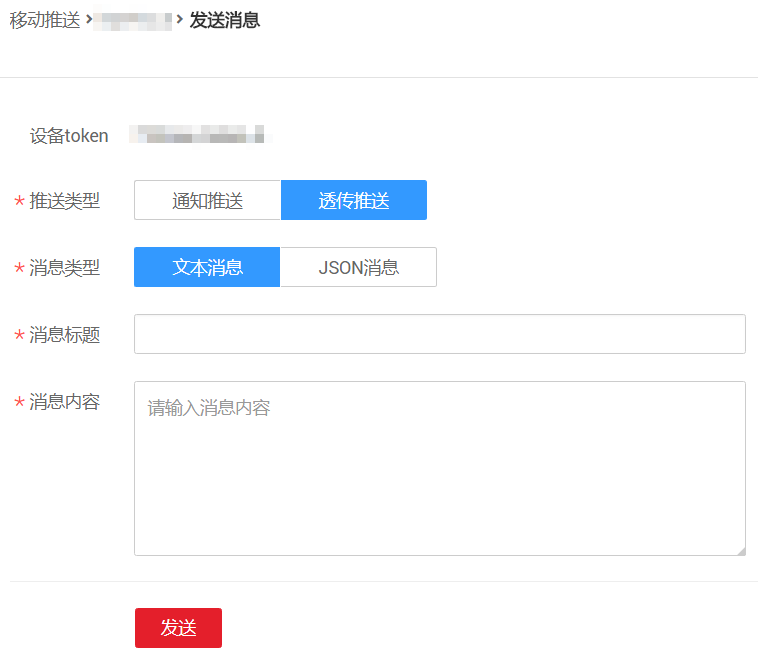 移动推送 > > 发送消息
设备token
* 推送类型 通知推送 透传推送
* 消息类型 文本消息 JSON消息
* 消息标题
* 消息内容 请输入消息内容
发送